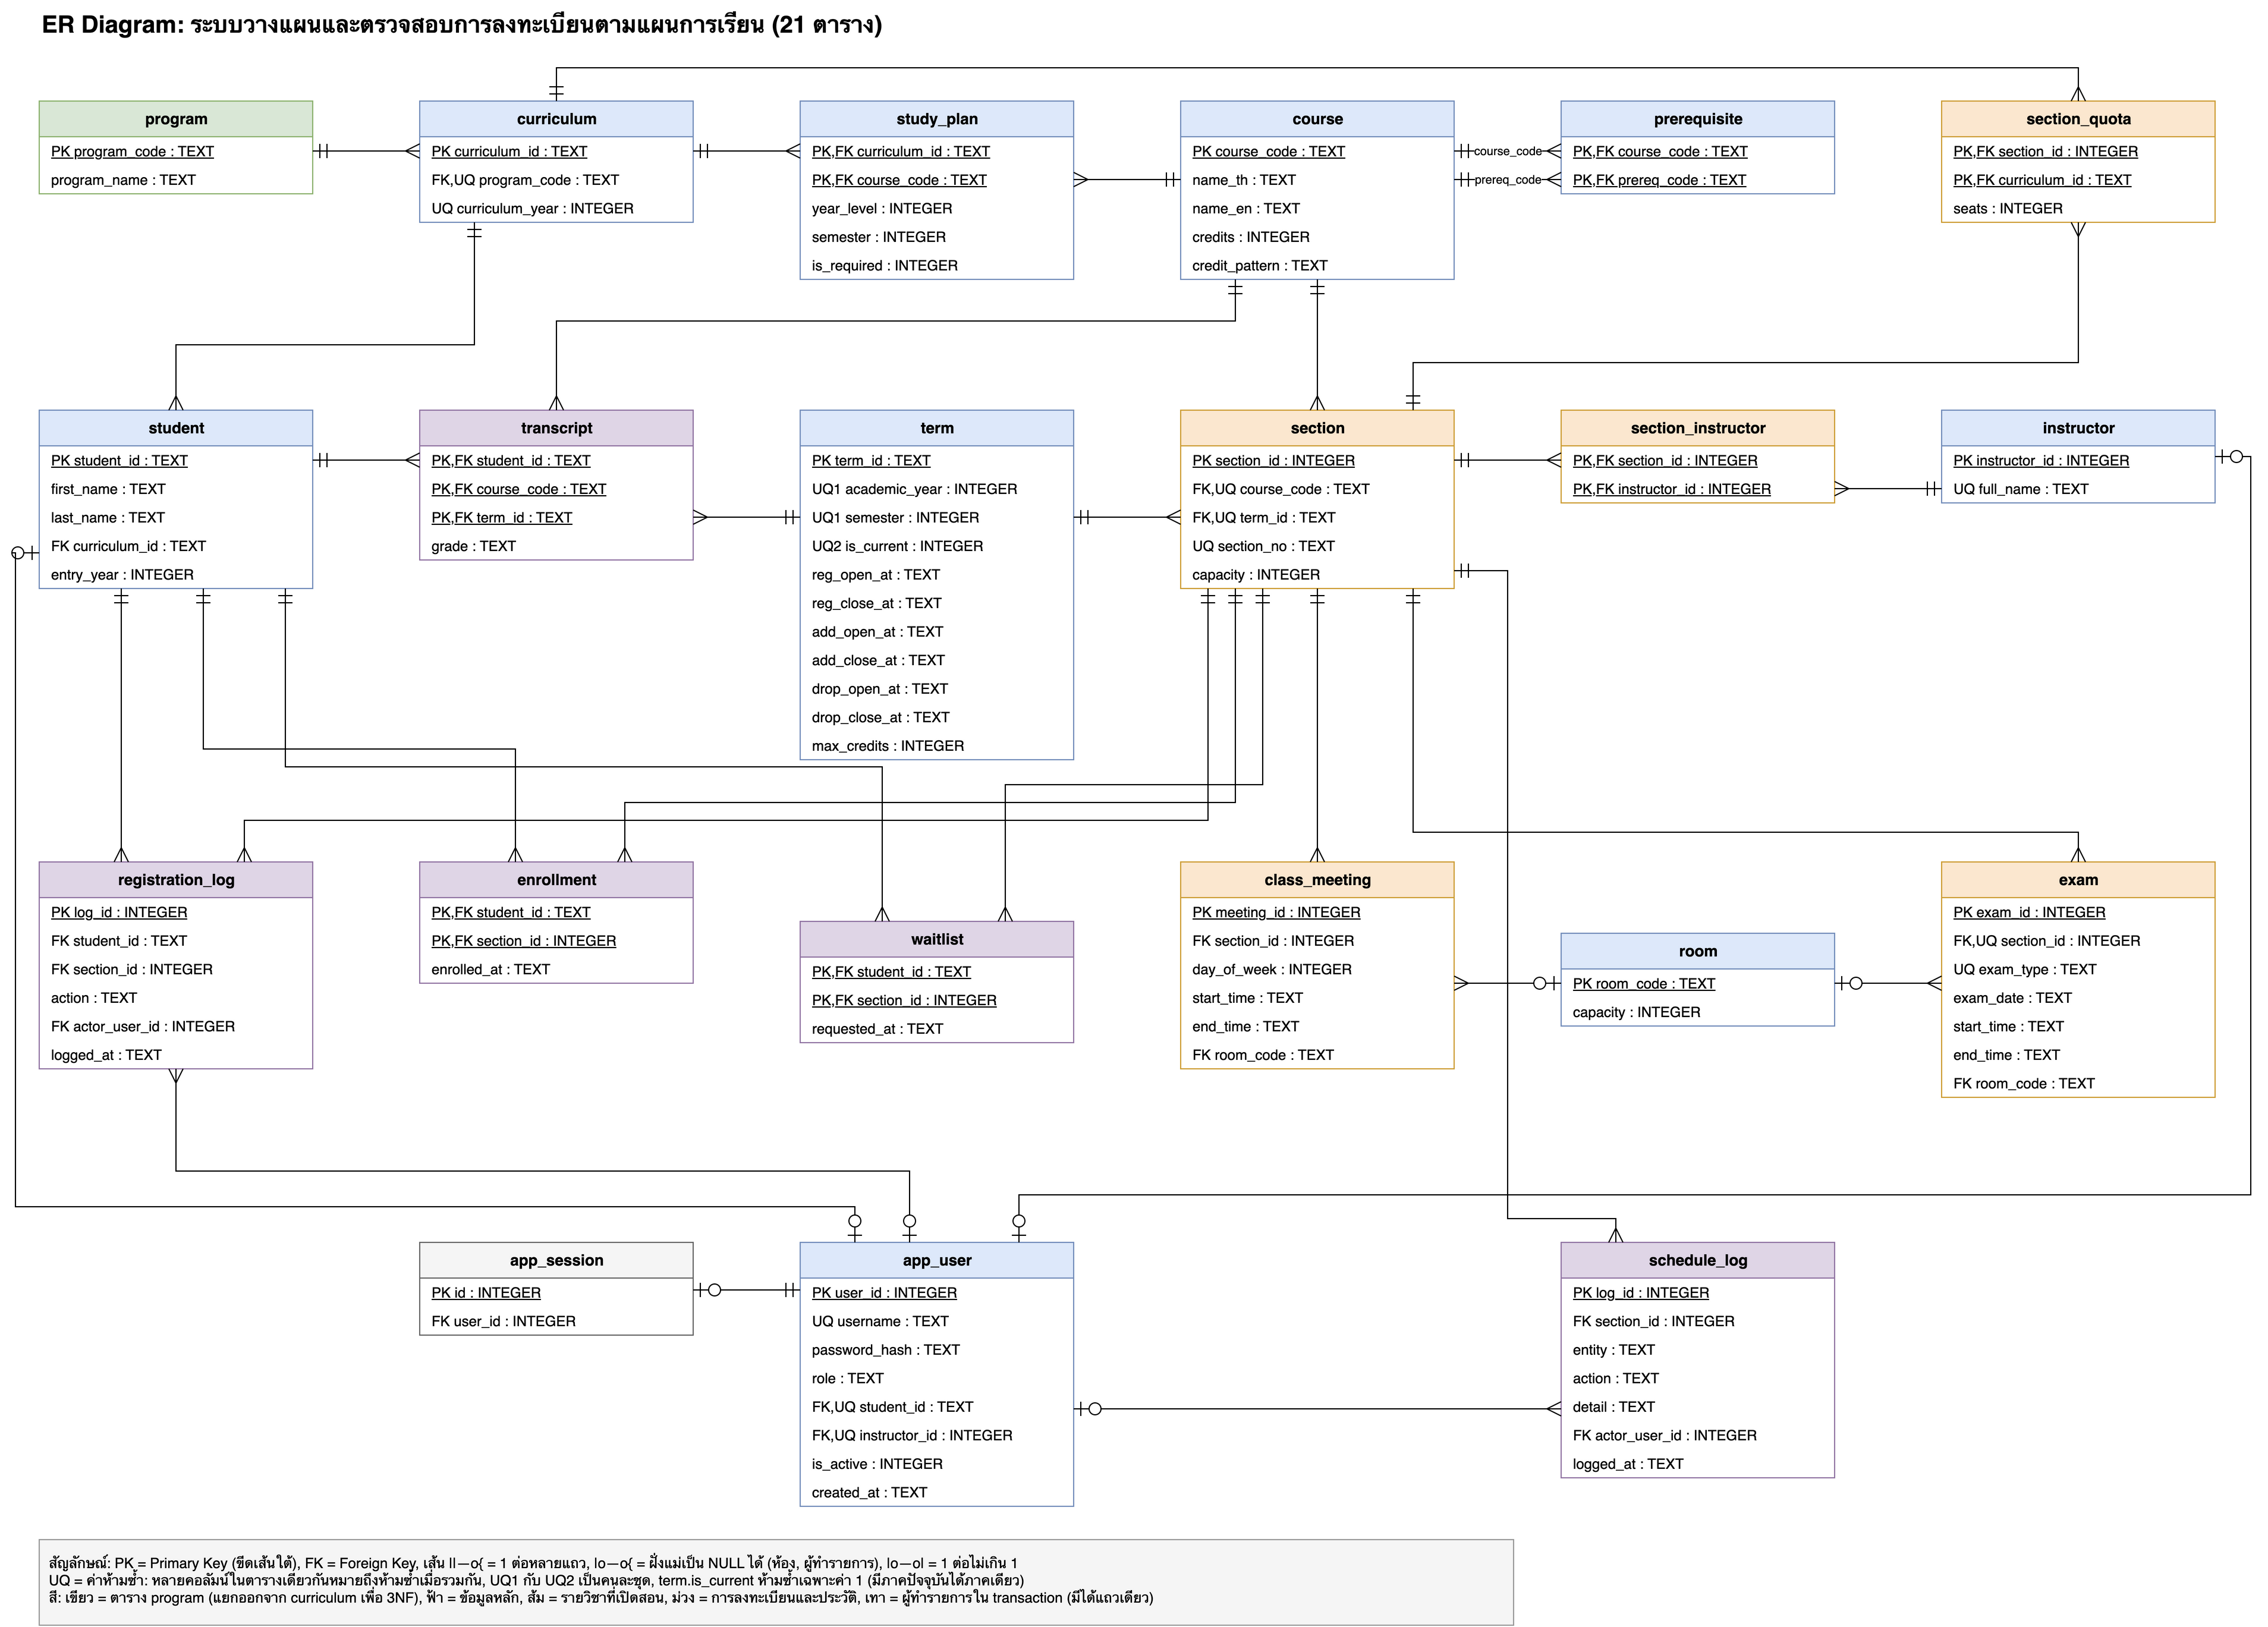 ER Diagram: ระบบวางแผนและตรวจสอบการลงทะเบียนตามแผนการเรียน (21 ตาราง)
program
PK program_code : TEXT
program_name : TEXT
curriculum
PK curriculum_id : TEXT
FK,UQ program_code : TEXT
UQ curriculum_year : INTEGER
study_plan
PK,FK curriculum_id : TEXT
PK,FK course_code : TEXT
year_level : INTEGER
semester : INTEGER
is_required : INTEGER
course
PK course_code : TEXT
name_th : TEXT
name_en : TEXT
credits : INTEGER
credit_pattern : TEXT
course_code
prereq_code
prerequisite
PK,FK course_code : TEXT
PK,FK prereq_code : TEXT
section_quota
PK,FK section_id : INTEGER
PK,FK curriculum_id : TEXT
seats : INTEGER
student
PK student_id : TEXT
first_name : TEXT
last_name : TEXT
FK curriculum_id : TEXT
entry_year : INTEGER
transcript
PK,FK student_id : TEXT
PK,FK course_code : TEXT
PK,FK term_id : TEXT
grade : TEXT
term
PK term_id : TEXT
UQ1 academic_year : INTEGER
UQ1 semester : INTEGER
UQ2 is_current : INTEGER
reg_open_at : TEXT
reg_close_at : TEXT
add_open_at : TEXT
add_close_at : TEXT
drop_open_at : TEXT
drop_close_at : TEXT
max_credits : INTEGER
section
PK section_id : INTEGER
FK,UQ course_code : TEXT
FK,UQ term_id : TEXT
UQ section_no : TEXT
capacity : INTEGER
section_instructor
PK,FK section_id : INTEGER
PK,FK instructor_id : INTEGER
instructor
PK instructor_id : INTEGER
UQ full_name : TEXT
registration_log
PK log_id : INTEGER
FK student_id : TEXT
FK section_id : INTEGER
action : TEXT
FK actor_user_id : INTEGER
logged_at : TEXT
enrollment
PK,FK student_id : TEXT
PK,FK section_id : INTEGER
enrolled_at : TEXT
waitlist
PK,FK student_id : TEXT
PK,FK section_id : INTEGER
requested_at : TEXT
class_meeting
PK meeting_id : INTEGER
FK section_id : INTEGER
day_of_week : INTEGER
start_time : TEXT
end_time : TEXT
FK room_code : TEXT
room
PK room_code : TEXT
capacity : INTEGER
exam
PK exam_id : INTEGER
FK,UQ section_id : INTEGER
UQ exam_type : TEXT
exam_date : TEXT
start_time : TEXT
end_time : TEXT
FK room_code : TEXT
app_session
PK id : INTEGER
FK user_id : INTEGER
app_user
PK user_id : INTEGER
UQ username : TEXT
password_hash : TEXT
role : TEXT
FK,UQ student_id : TEXT
FK,UQ instructor_id : INTEGER
is_active : INTEGER
created_at : TEXT
schedule_log
PK log_id : INTEGER
FK section_id : INTEGER
entity : TEXT
action : TEXT
detail : TEXT
FK actor_user_id : INTEGER
logged_at : TEXT
สัญลักษณ์: PK = Primary Key (ขีดเส้นใต้), FK = Foreign Key, เส้น ||—o{ = 1 ต่อหลายแถว, |o—o{ = ฝั่งแม่เป็น NULL ได้ (ห้อง, ผู้ทำรายการ), |o—o| = 1 ต่อไม่เกิน 1
UQ = ค่าห้ามซ้ำ: หลายคอลัมน์ในตารางเดียวกันหมายถึงห้ามซ้ำเมื่อรวมกัน, UQ1 กับ UQ2 เป็นคนละชุด, term.is_current ห้ามซ้ำเฉพาะค่า 1 (มีภาคปัจจุบันได้ภาคเดียว)
สี: เขียว = ตาราง program (แยกออกจาก curriculum เพื่อ 3NF), ฟ้า = ข้อมูลหลัก, ส้ม = รายวิชาที่เปิดสอน, ม่วง = การลงทะเบียนและประวัติ, เทา = ผู้ทำรายการใน transaction (มีได้แถวเดียว)